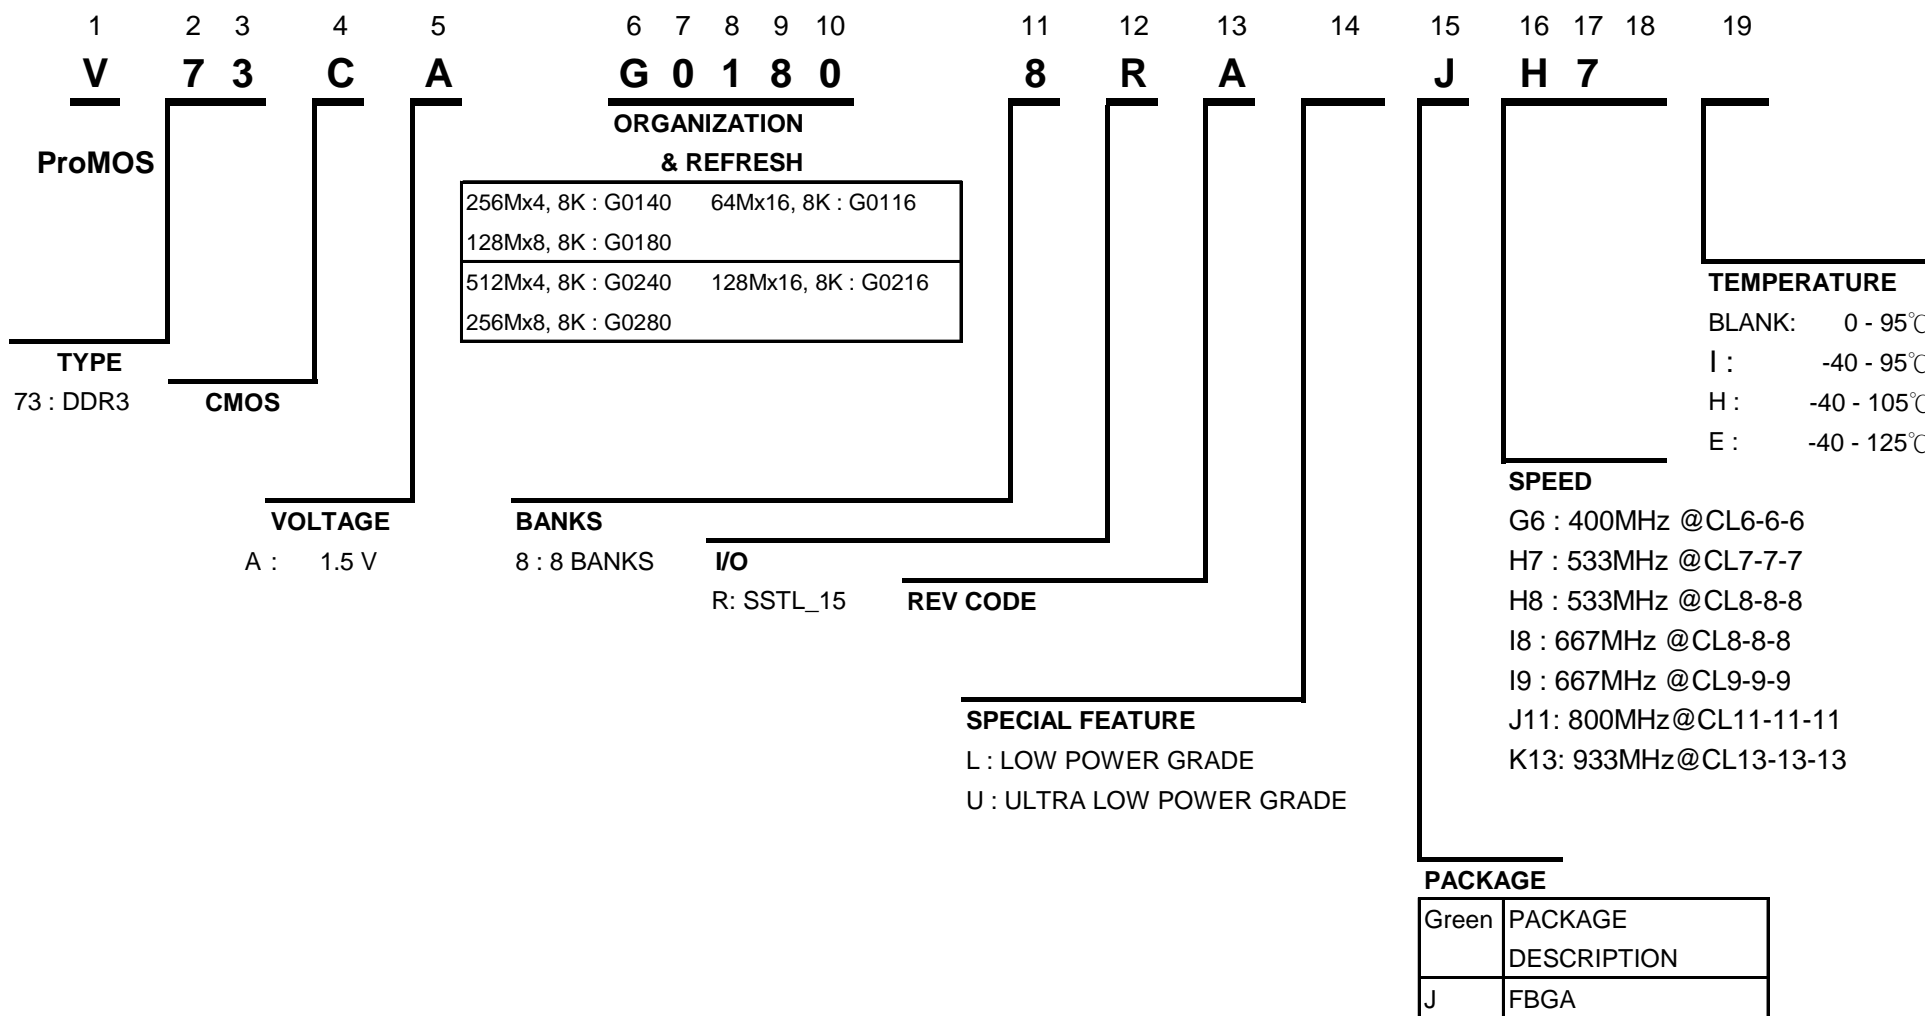 1 2 3 4 5 6 7 8 9 10 11 12 13 14 15 16 17 18 19
V 7 3 C A G 0 1 8 0 8 R A J H 7
ProMOS
ORGANIZATION
& REFRESH
256Mx4, 8K : G0140 64Mx16, 8K : G0116
128Mx8, 8K : G0180
512Mx4, 8K : G0240 128Mx16, 8K : G0216
256Mx8, 8K : G0280
TEMPERATURE
BLANK: 0 - 95℃
I : -40 - 95℃
H : -40 - 105℃
E : -40 - 125℃
TYPE
73 : DDR3
CMOS
VOLTAGE
A : 1.5 V
BANKS
8 : 8 BANKS
I/O
R: SSTL_15
REV CODE
SPEED
G6 : 400MHz @CL6-6-6
H7 : 533MHz @CL7-7-7
H8 : 533MHz @CL8-8-8
I8 : 667MHz @CL8-8-8
I9 : 667MHz @CL9-9-9
J11: 800MHz@CL11-11-11
K13: 933MHz@CL13-13-13
SPECIAL FEATURE
L : LOW POWER GRADE
U : ULTRA LOW POWER GRADE
PACKAGE
Green PACKAGE
DESCRIPTION
J FBGA